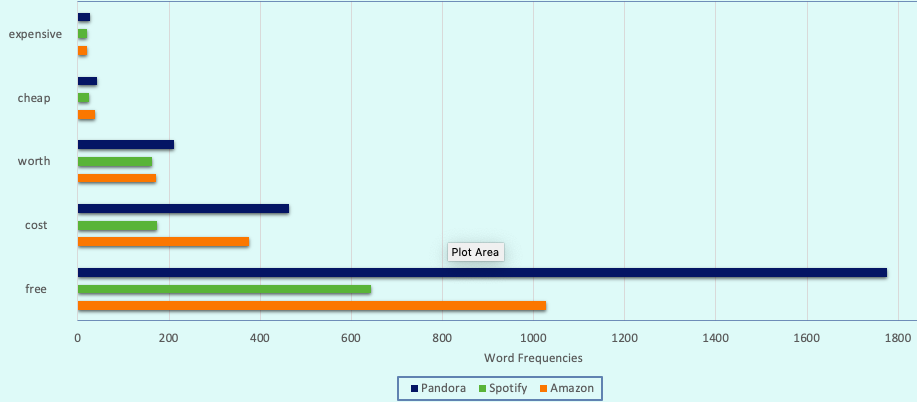 expensive
cheap
worth
cost
Plot Area
free
0 200 400 600 800 1000 1200 1400 1600 1800
Word Frequencies
Pandora Spotify Amazon